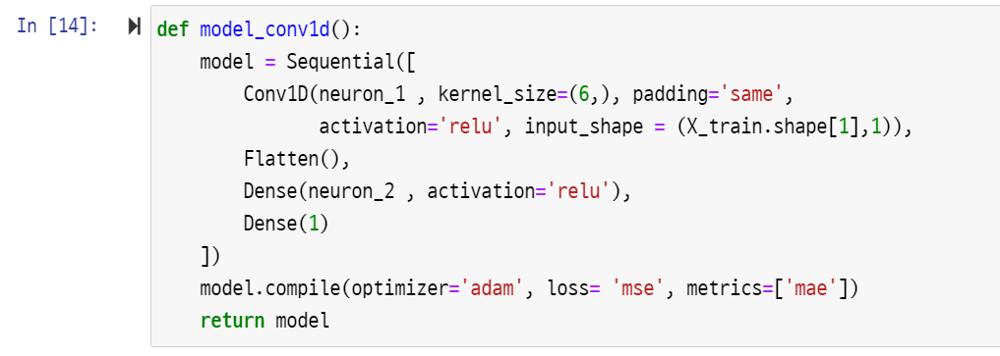 In [14]:
def model_conv1d():
    model = Sequential([
        Conv1D(neuron_1 , kernel_size=(6,), padding='same',
               activation='relu', input_shape = (X_train.shape[1],1)),
        Flatten(),
        Dense(neuron_2 , activation='relu'),
        Dense(1)
    ])
    model.compile(optimizer='adam', loss= 'mse', metrics=['mae'])
    return model